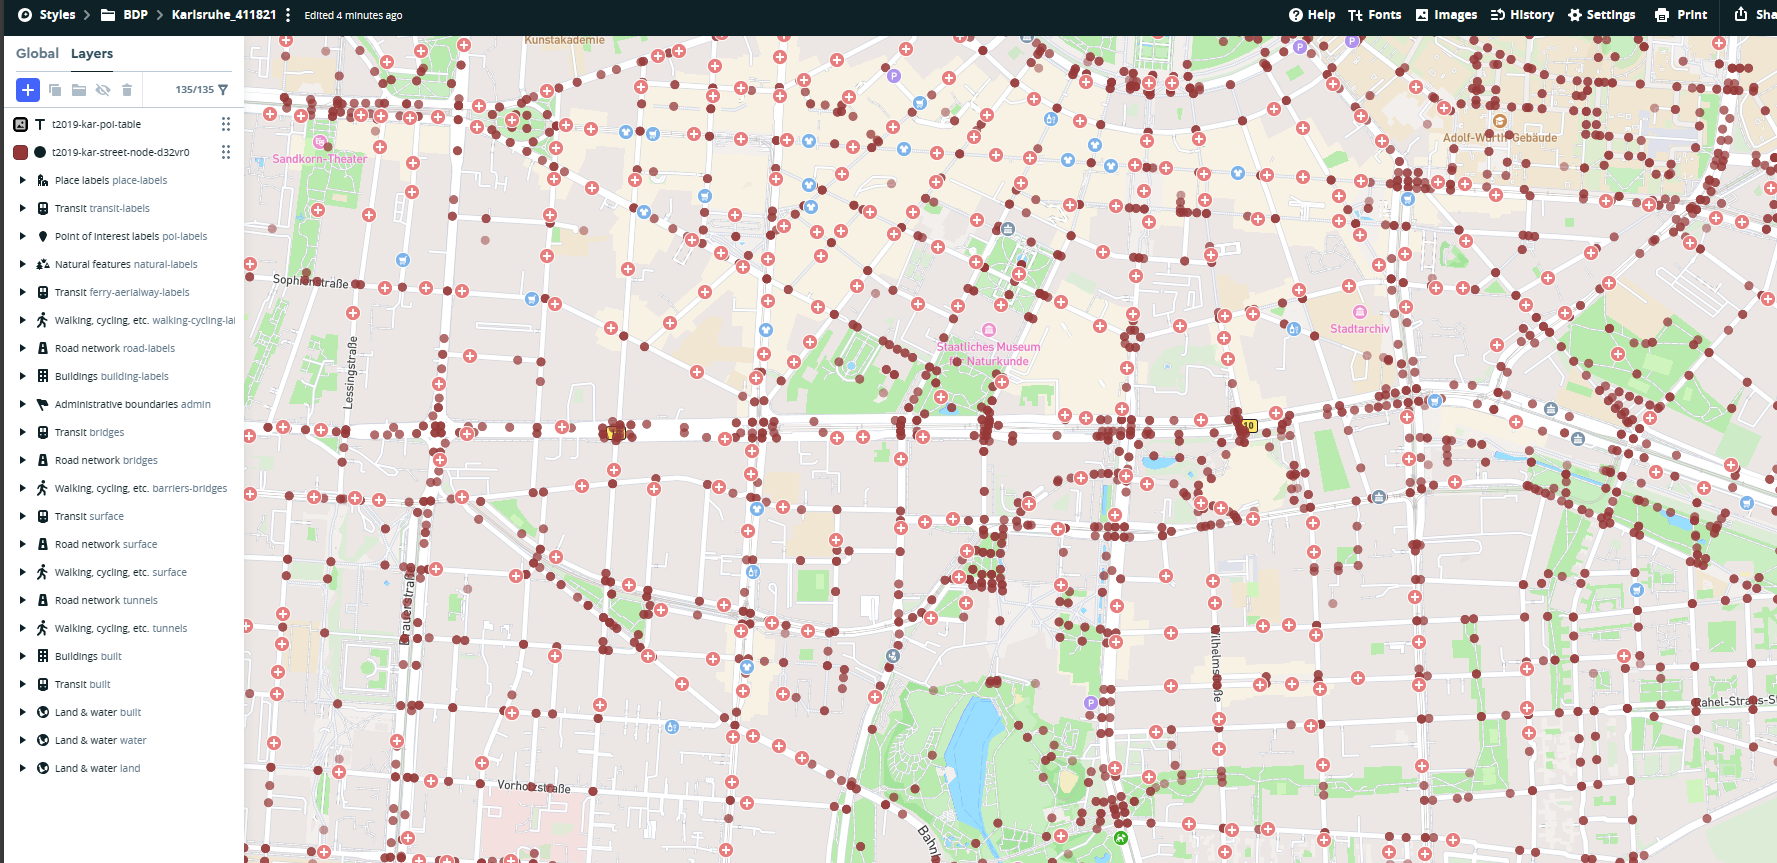 Styles
BDP
Karlsruhe_411821
Edited 4 minutes ago
Help
Fonts
Images
History
Settings
Print
Sha
Global
Layers
135/135
t2019-kar-poi-table
t2019-kar-street-node-d32vr0
Place labels place-labels
Transit transit-labels
Point of interest labels poi-labels
Natural features natural-labels
Transit ferry-aerialway-labels
Walking, cycling, etc. walking-cycling-la
Road network road-labels
Buildings building-labels
Administrative boundaries admin
Transit bridges
Road network bridges
Walking, cycling, etc. barriers-bridges
Transit surface
Road network surface
Walking, cycling, etc. surface
Road network tunnels
Walking, cycling, etc. tunnels
Buildings built
Transit built
Land & water built
Land & water water
Land & water land
Kunstakademie
P
P
P
Adolf-Würth-Gebäude
Sandkorn-Theater
Sophienstraße
Stadtarchiv
Staatliches Museum
Naturkunde
Lessingstraße
10
Brauerstraße
Wilhelmstraße
P
Rahel-Straus-S
Vorholzstraße
Bahnh